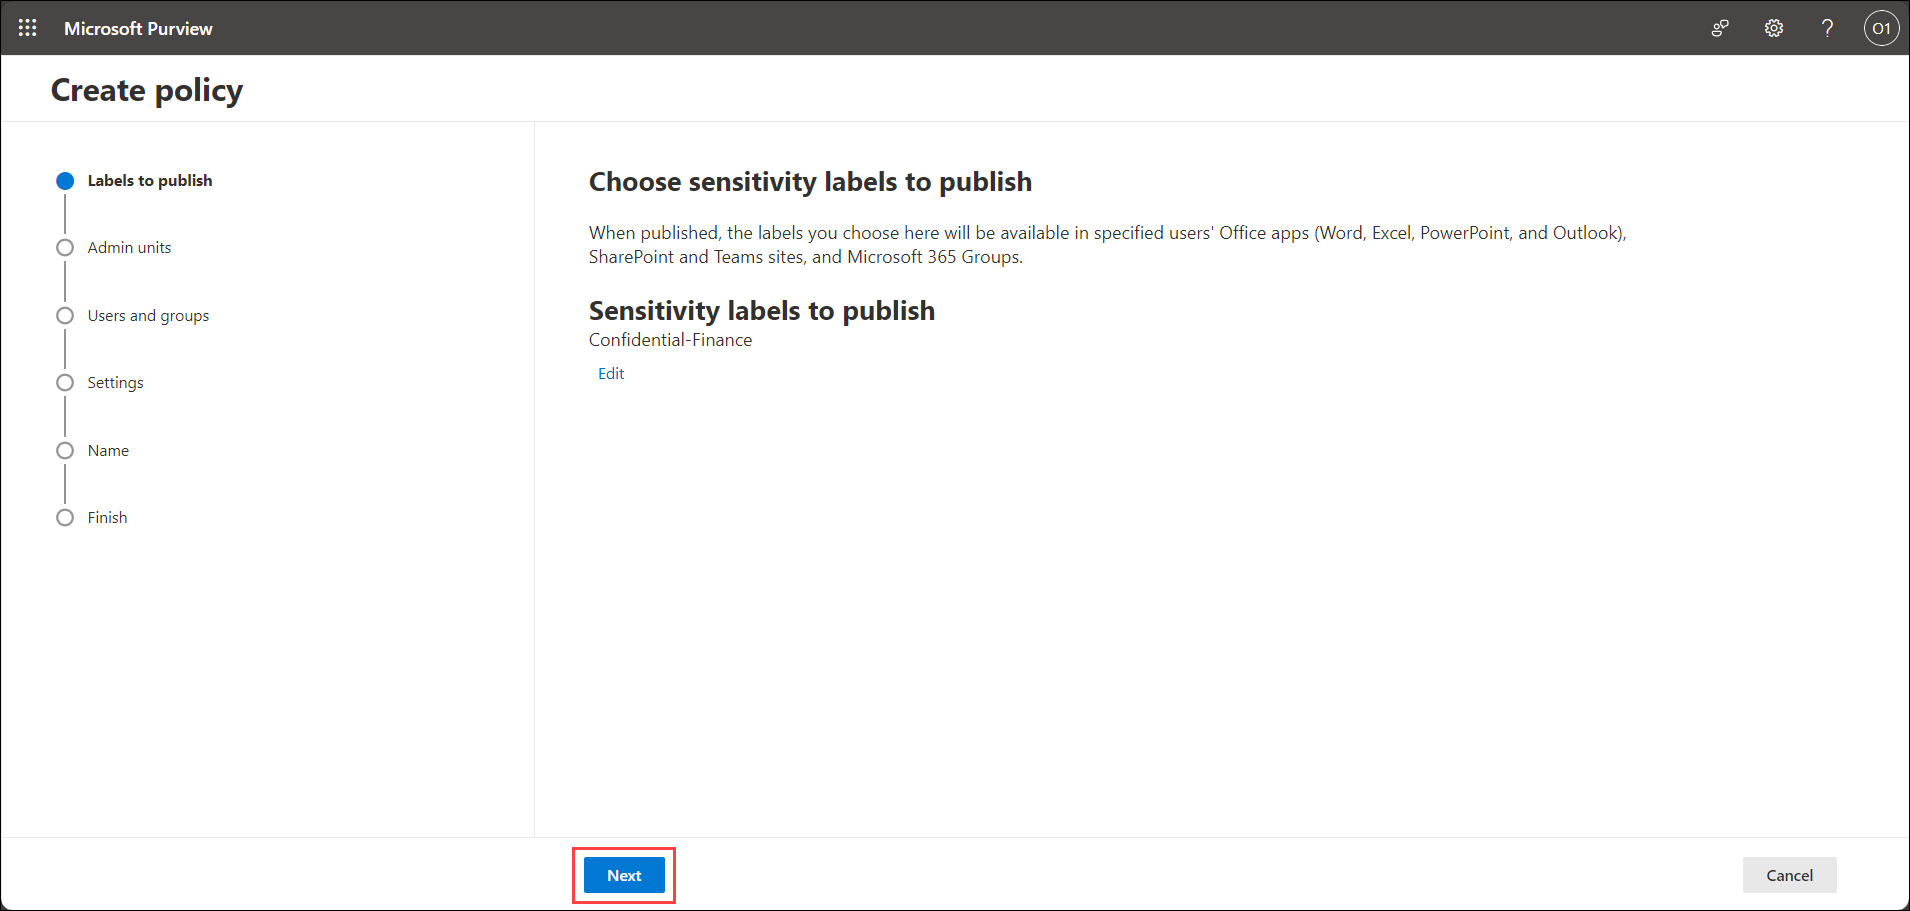 Microsoft Purview
?
O1
Create policy
Labels to publish
Admin units
Users and groups
Settings
Name
Finish
Choose sensitivity labels to publish
When published, the labels you choose here will be available in specified users' Office apps (Word, Excel, PowerPoint, and Outlook),
SharePoint and Teams sites, and Microsoft 365 Groups.
Sensitivity labels to publish
Confidential-Finance
Edit
Next
Cancel